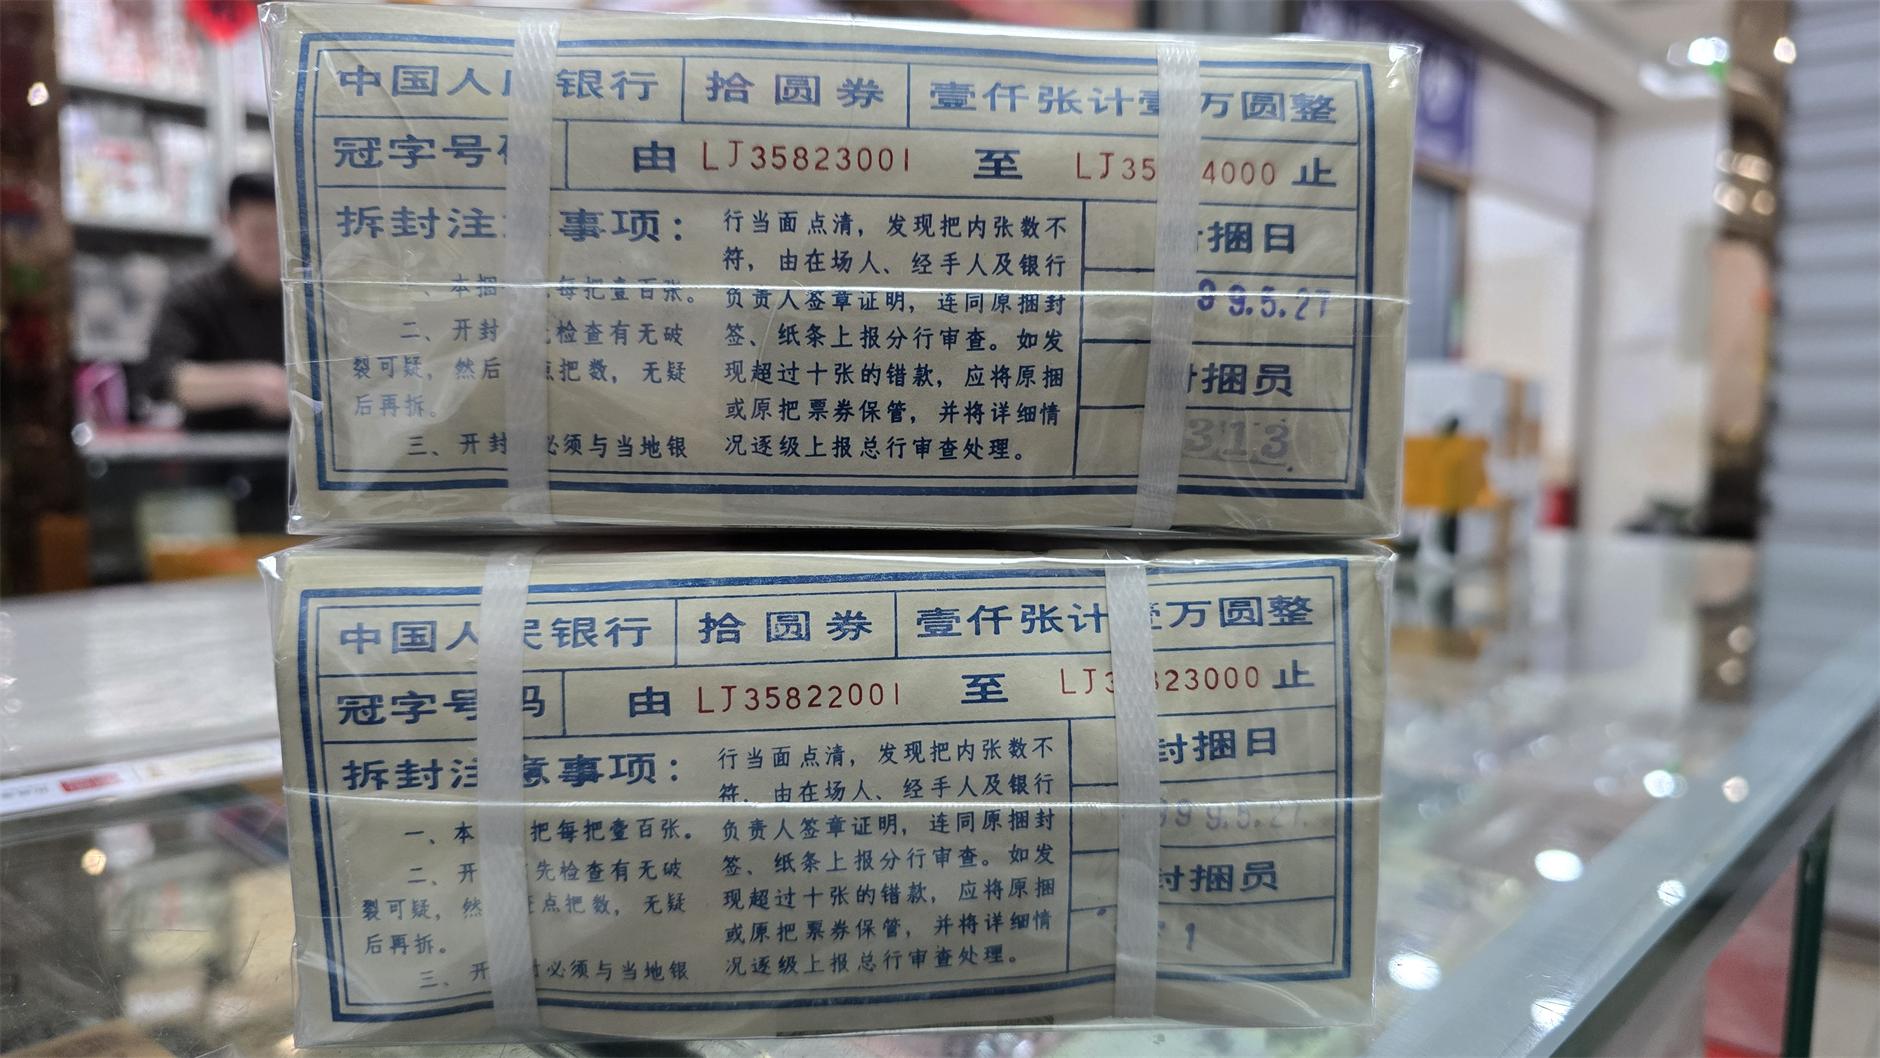 中国人 银行 拾圆券 壹仟张计壹万圆整
冠字号 由 LJ35823001 至 LJ35 4000 止
拆封注 事项：
一、本捆 每把壹百张。
二、开封 检查有无破
裂可疑，然后 点把数，无疑
后再拆。
三、开封 必须与当地银
行当面点清，发现把内张数不
符，由在场人、经手人及银行
负责人签章证明，连同原捆封
签、纸条上报分行审查。如发
现超过十张的错款，应将原捆
或原把票券保管，并将详细情
况逐级上报总行审查处理。
捆日
99.5.27
封捆员
313
中国人民银行 拾圆券 壹仟张计壹万圆整
冠字号码 由 LJ35822001 至 LJ3 823000 止
拆封注意事项：
一、本 把每把壹百张。
二、开 先检查有无破
裂可疑，然 点把数，无疑
后再拆。
三、开 时必须与当地银
行当面点清，发现把内张数不
符，由在场人、经手人及银行
负责人签章证明，连同原捆封
签、纸条上报分行审查。如发
现超过十张的错款，应将原捆
或原把票券保管，并将详细情
况逐级上报总行审查处理。
封捆日
99.5.27.
封捆员
1